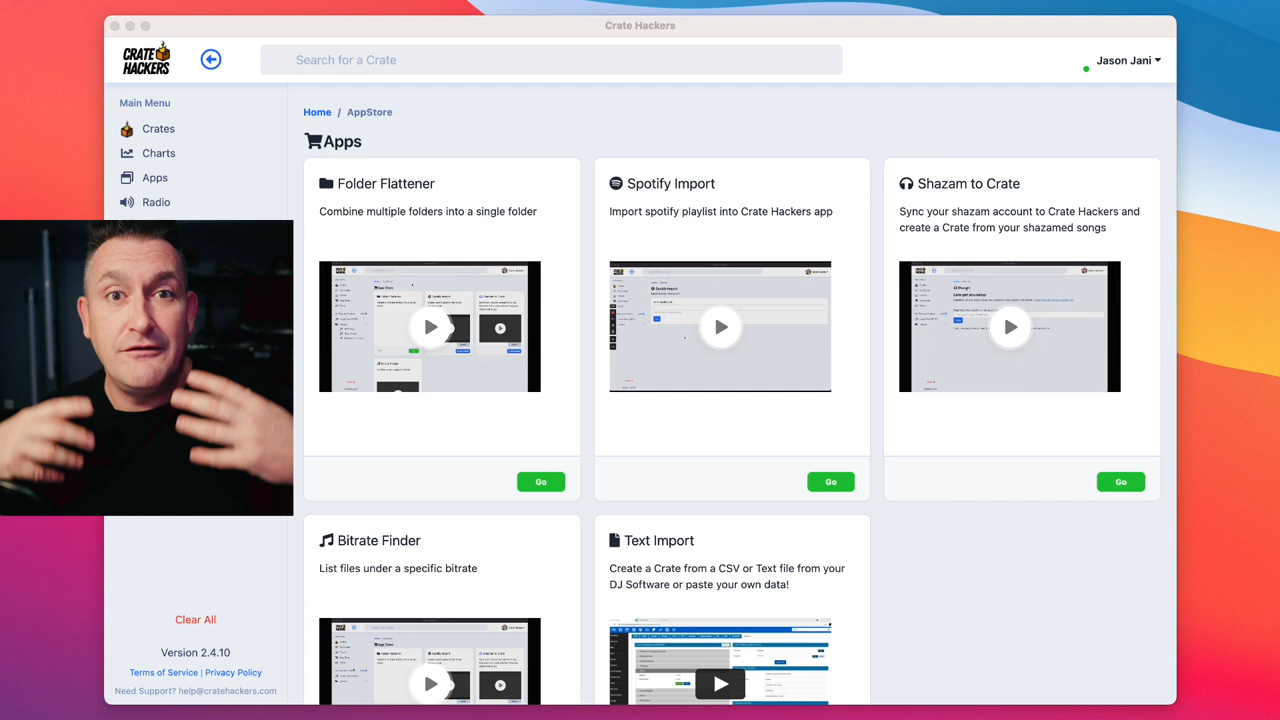 Crate Hackers
CRATE
HACKERS
Search for a Crate
Jason Jani
Main Menu
Crates
Charts
Apps
Radio
Home / AppStore
Apps
Folder Flattener
Combine multiple folders into a single folder
Go
Spotify Import
Import spotify playlist into Crate Hackers app
Go
Shazam to Crate
Sync your shazam account to Crate Hackers and
create a Crate from your shazamed songs
Go
Bitrate Finder
List files under a specific bitrate
Text Import
Create a Crate from a CSV or Text file from your
DJ Software or paste your own data!
Clear All
Version 2.4.10
Terms of Service | Privacy Policy
Need Support? help@cratehackers.com